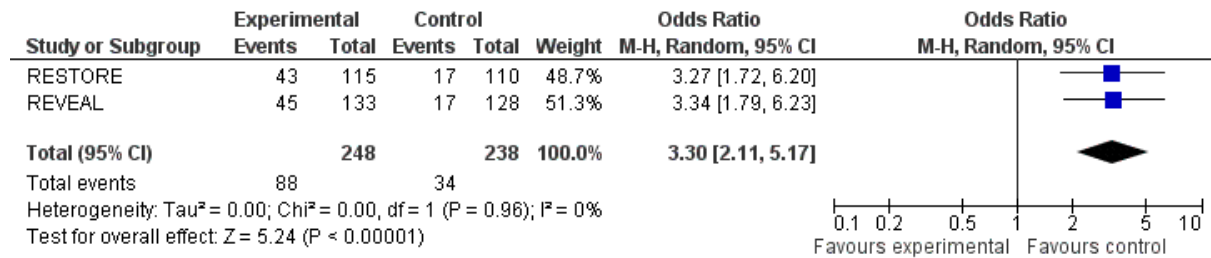 Experimental Control Odds Ratio Odds Ratio
Study or Subgroup Events Total Events Total Weight M-H, Random, 95% CI M-H, Random, 95% CI
RESTORE 43 115 17 110 48.7% 3.27 [1.72, 6.20]
REVEAL 45 133 17 128 51.3% 3.34 [1.79, 6.23]
Total (95% CI) 248 238 100.0% 3.30 [2.11, 5.17]
Total events 88 34
Heterogeneity: Tau² = 0.00; Chi² = 0.00, df = 1 (P = 0.96); I² = 0%
Test for overall effect: Z = 5.24 (P < 0.00001)
0.1 0.2 0.5 1 2 5 10
Favours experimental Favours control